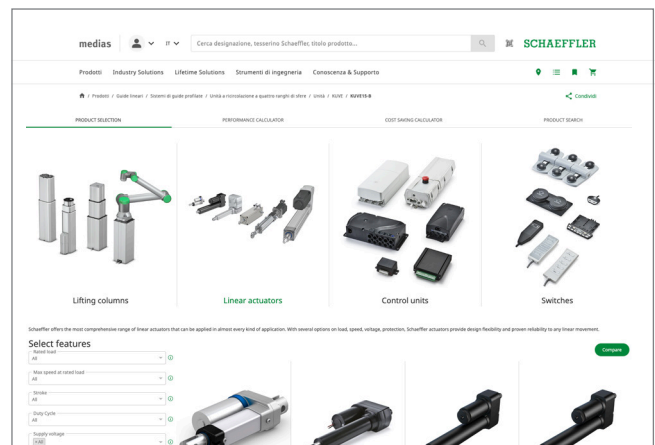 medias
IT
Cerca designazione, tesserino Schaeffler, titolo prodotto...
SCHAEFFLER
Prodotti Industry Solutions Lifetime Solutions Strumenti di ingegneria Conoscenza & Supporto
/ Prodotti / Guide lineari / Sistemi di guide profilate / Unità a ricircolazione a quattro ranghi di sfere / Unità / KUVE / KUVE15-B
Condividi
PRODUCT SELECTION PERFORMANCE CALCULATOR COST SAVING CALCULATOR PRODUCT SEARCH
Lifting columns Linear actuators Control units Switches
Schaeffler offers the most comprehensive range of linear actuators that can be applied in almost every kind of application. With several options on load, speed, voltage, protection, Schaeffler actuators provide design flexibility and proven reliability to any linear movement.
Select features
Compare
Rated load
All
Max speed at rated load
All
Stroke
All
Duty Cycle
All
Supply voltage
× All